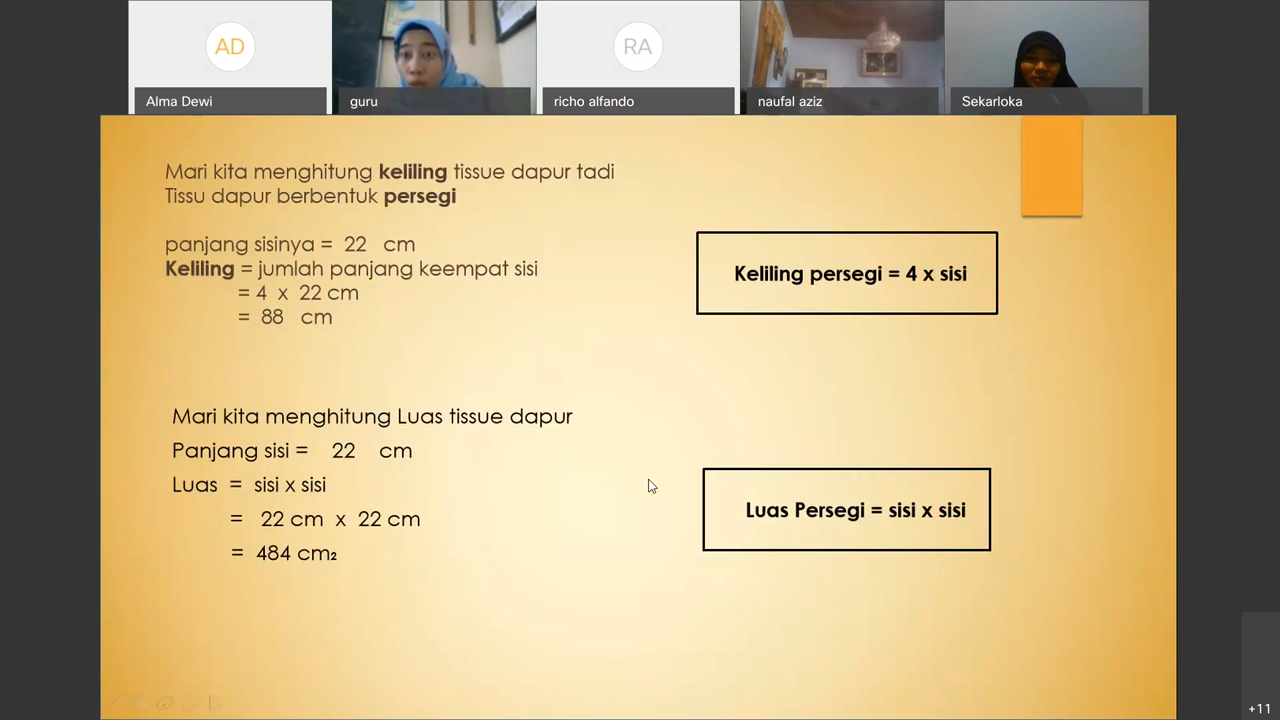 AD
RA
Alma Dewi
guru
richo alfando
naufal aziz
Sekarloka
Mari kita menghitung keliling tissue dapur tadi
Tissu dapur berbentuk persegi
panjang sisinya = 22 cm
Keliling = jumlah panjang keempat sisi
= 4 x 22 cm
= 88 cm
Keliling persegi = 4 x sisi
Mari kita menghitung Luas tissue dapur
Panjang sisi = 22 cm
Luas = sisi x sisi
= 22 cm x 22 cm
= 484 cm₂
Luas Persegi = sisi x sisi
+11